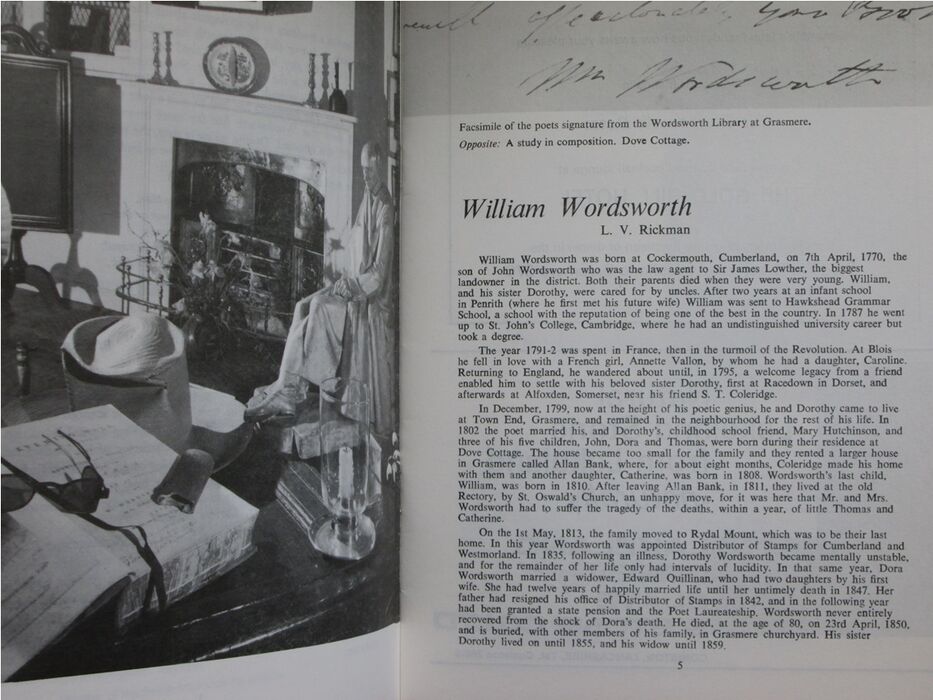 affectionately your
Wm Wordsworth
Facsimile of the poets signature from the Wordsworth Library at Grasmere.
Opposite: A study in composition. Dove Cottage.
William Wordsworth
L. V. Rickman
William Wordsworth was born at Cockermouth, Cumberland, on 7th April, 1770, the
son of John Wordsworth who was the law agent to Sir James Lowther, the biggest
landowner in the district. Both their parents died when they were very young. William,
and his sister Dorothy, were cared for by uncles. After two years at an infant school
in Penrith (where he first met his future wife) William was sent to Hawkshead Grammar
School, a school with the reputation of being one of the best in the country. In 1787 he went
up to St. John's College, Cambridge, where he had an undistinguished university career but
took a degree.
The year 1791-2 was spent in France, then in the turmoil of the Revolution. At Blois
he fell in love with a French girl, Annette Vallon, by whom he had a daughter, Caroline.
Returning to England, he wandered about until, in 1795, a welcome legacy from a friend
enabled him to settle with his beloved sister Dorothy, first at Racedown in Dorset, and
afterwards at Alfoxden, Somerset, near his friend S. T. Coleridge.
In December, 1799, now at the height of his poetic genius, he and Dorothy came to live
at Town End, Grasmere, and remained in the neighbourhood for the rest of his life. In
1802 the poet married his, and Dorothy's, childhood school friend, Mary Hutchinson, and
three of his five children, John, Dora and Thomas, were born during their residence at
Dove Cottage. The house became too small for the family and they rented a larger house
in Grasmere called Allan Bank, where, for about eight months, Coleridge made his home
with them and another daughter, Catherine, was born in 1808. Wordsworth's last child,
William, was born in 1810. After leaving Allan Bank, in 1811, they lived at the old
Rectory, by St. Oswald's Church, an unhappy move, for it was here that Mr. and Mrs.
Wordsworth had to suffer the tragedy of the deaths, within a year, of little Thomas and
Catherine.
On the 1st May, 1813, the family moved to Rydal Mount, which was to be their last
home. In this year Wordsworth was appointed Distributor of Stamps for Cumberland and
Westmorland. In 1835, following an illness, Dorothy Wordsworth became mentally unstable,
and for the remainder of her life only had intervals of lucidity. In that same year, Dora
Wordsworth married a widower, Edward Quillinan, who had two daughters by his first
wife. She had twelve years of happily married life until her untimely death in 1847. Her
father had resigned his office of Distributor of Stamps in 1842, and in the following year
had been granted a state pension and the Poet Laureateship. Wordsworth never entirely
recovered from the shock of Dora's death. He died, at the age of 80, on 23rd April, 1850,
and is buried, with other members of his family, in Grasmere churchyard. His sister
Dorothy lived on until 1855, and his widow until 1859.
5